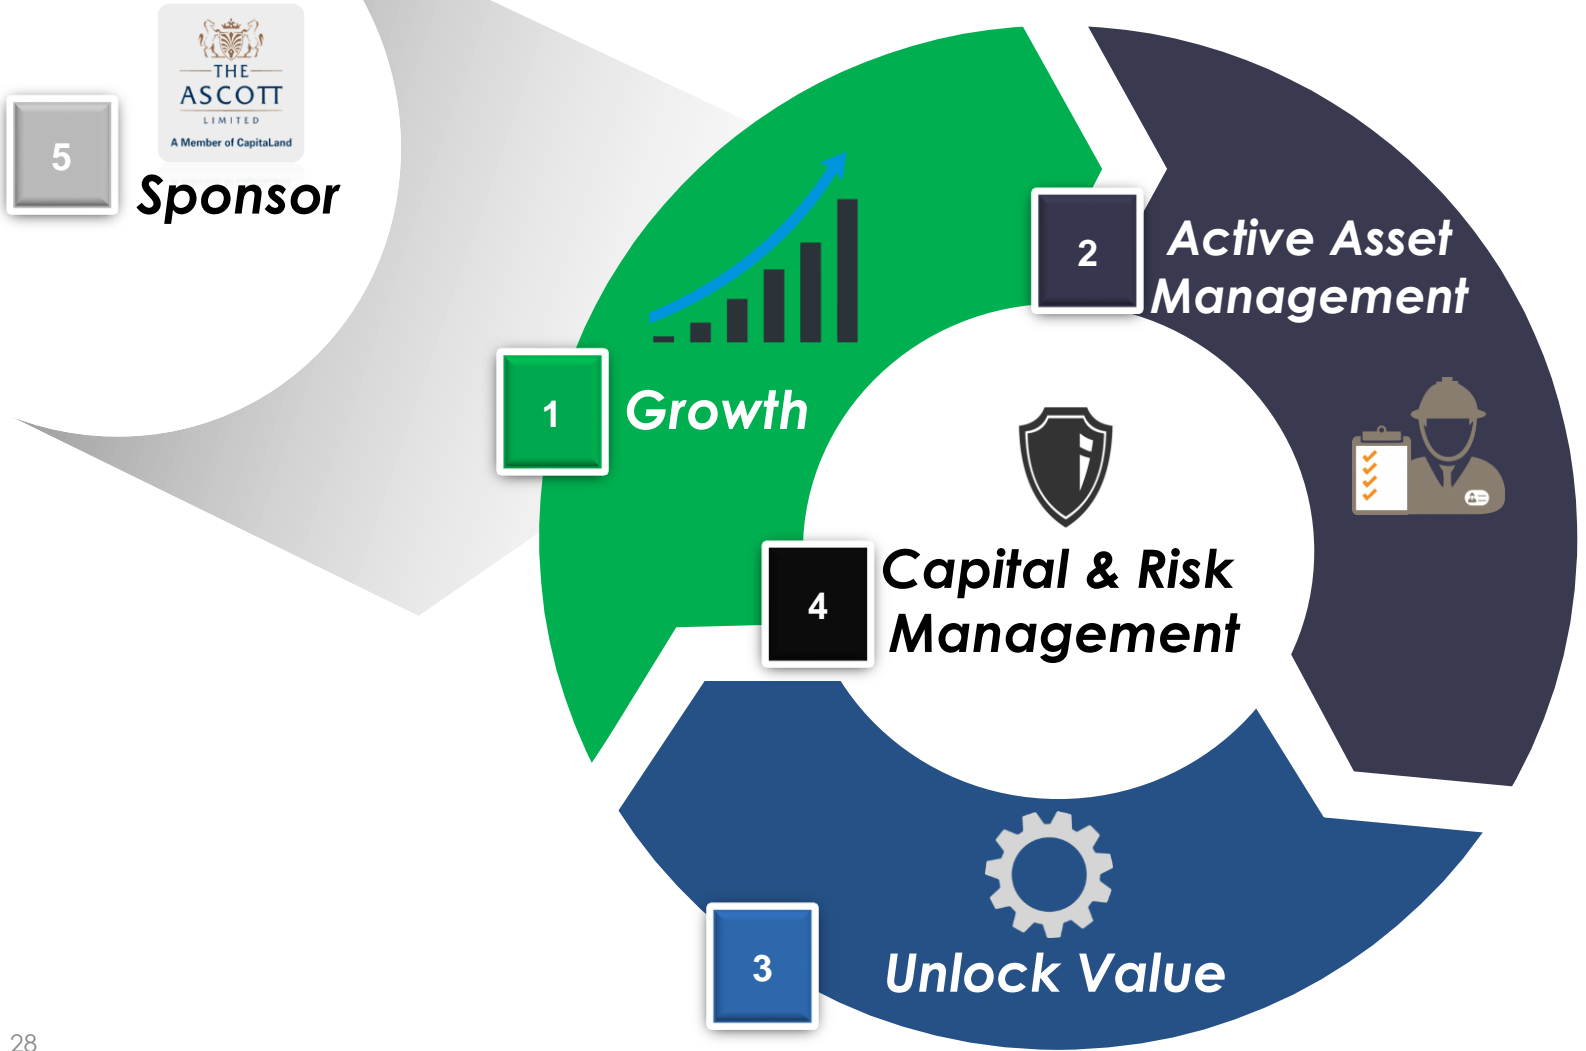 THE
ASCOTT
LIMITED
A Member of CapitaLand
5
Sponsor
2
Active Asset
Management
1
Growth
4
Capital & Risk
Management
3
Unlock Value
28